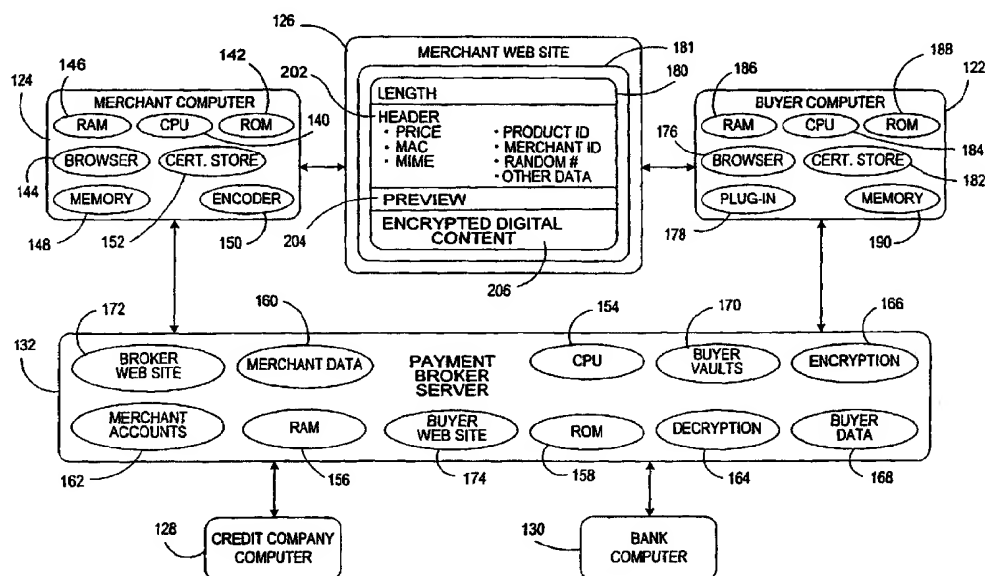 126
MERCHANT WEB SITE
181
180
202
LENGTH
HEADER
· PRICE
· MAC
· MIME
· PRODUCT ID
· MERCHANT ID
· RANDOM #
· OTHER DATA
PREVIEW
204
ENCRYPTED DIGITAL
CONTENT
206
124
146
142
MERCHANT COMPUTER
RAM
CPU
ROM
140
BROWSER
CERT. STORE
144
MEMORY
ENCODER
148
152
150
186
188
122
BUYER COMPUTER
RAM
CPU
ROM
176
184
BROWSER
CERT. STORE
182
PLUG-IN
MEMORY
178
190
172
160
154
170
166
132
BROKER
WEB SITE
MERCHANT DATA
PAYMENT
BROKER
SERVER
CPU
BUYER
VAULTS
ENCRYPTION
MERCHANT
ACCOUNTS
RAM
BUYER
WEB SITE
ROM
DECRYPTION
BUYER
DATA
162
156
174
158
164
168
128
CREDIT COMPANY
COMPUTER
130
BANK
COMPUTER